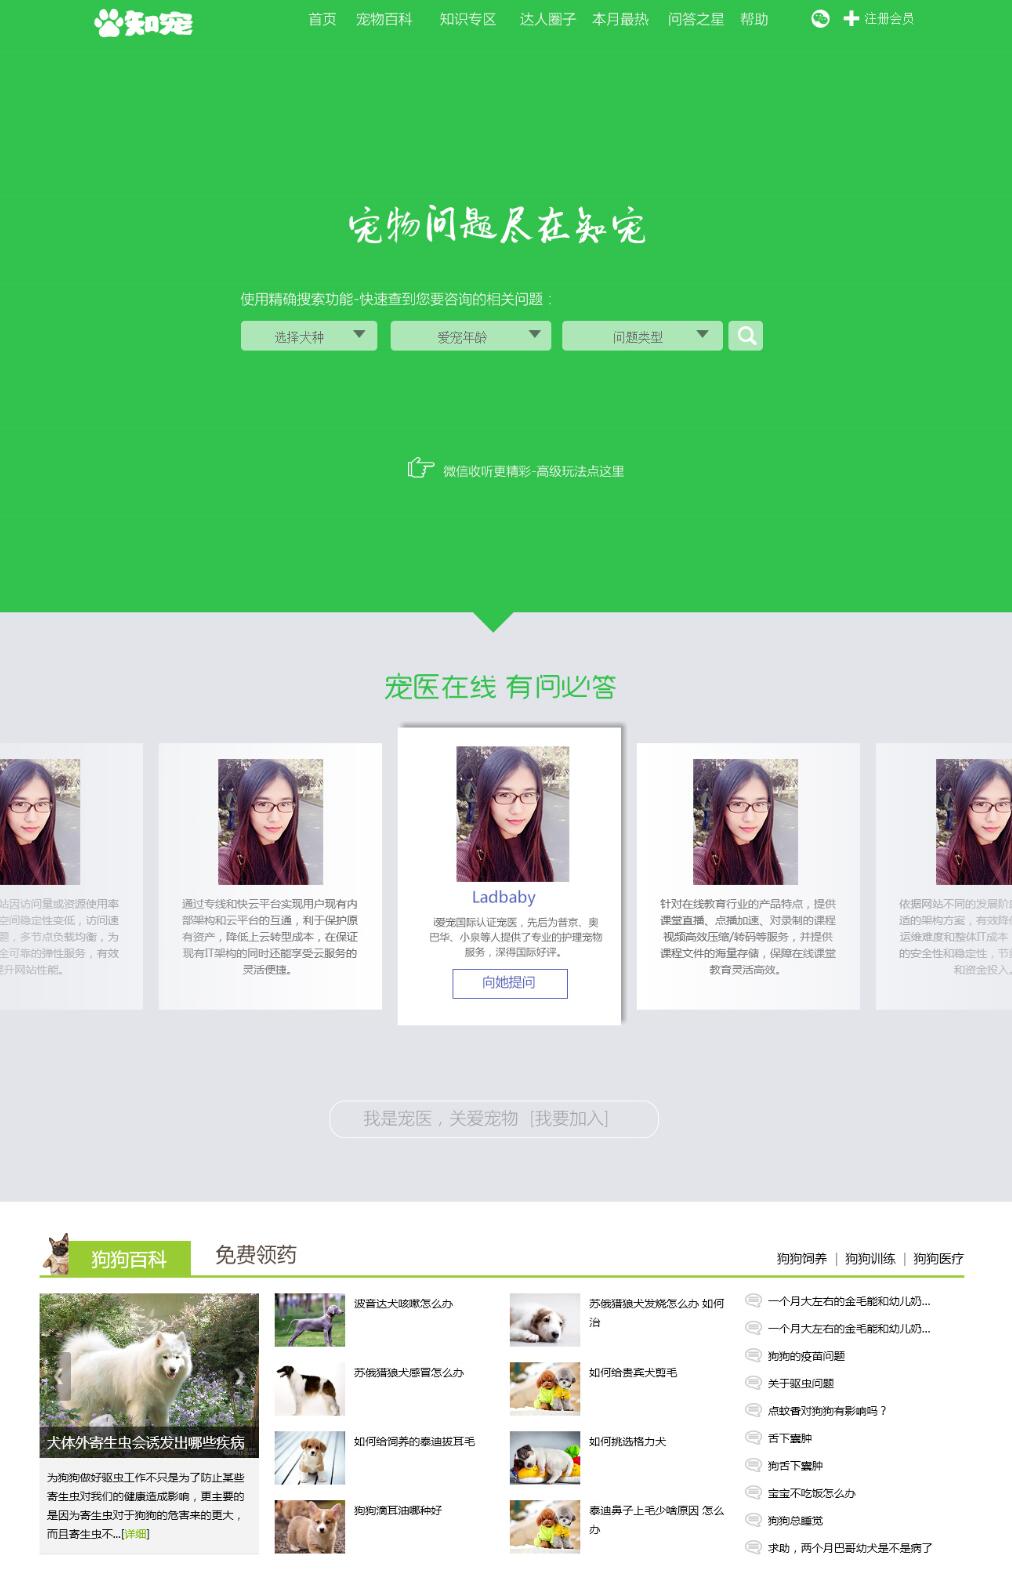 知宠
首页 宠物百科 知识专区 达人圈子 本月最热 问答之星 帮助 注册会员
宠物问题尽在知宠
使用精确搜索功能-快速查到您要咨询的相关问题：
选择犬种 爱宠年龄 问题类型
微信收听更精彩-高级玩法点这里
宠医在线 有问必答
站因访问量或资源使用率
空间稳定性变低，访问速
题，多节点负载均衡，为
全可靠的弹性服务，有效
提升网站性能。
通过专线和快云平台实现用户现有内
部架构和云平台的互通，利于保护原
有资产，降低上云转型成本，在保证
现有IT架构的同时还能享受云服务的
灵活便捷。
Ladbaby
i爱宠国际认证宠医，先后为普京、奥
巴华、小泉等人提供了专业的护理宠物
服务，深得国际好评。
向她提问
针对在线教育行业的产品特点，提供
课堂直播、点播加速、对录制的课程
视频高效压缩/转码等服务，并提供
课程文件的海量存储，保障在线课堂
教育灵活高效。
依据网站不同的发展阶
适的架构方案，有效降
运维难度和整体IT成本
的安全性和稳定性，节
和资金投入。
我是宠医，关爱宠物 [我要加入]
狗狗百科 免费领药 狗狗饲养 | 狗狗训练 | 狗狗医疗
犬体外寄生虫会诱发出哪些疾病
为狗狗做好驱虫工作不只是为了防止某些
寄生虫对我们的健康造成影响，更主要的
是因为寄生虫对于狗狗的危害来的更大，
而且寄生虫不...[详细]
波音达犬咳嗽怎么办
苏俄猎狼犬感冒怎么办
如何给饲养的泰迪拔耳毛
狗狗滴耳油哪种好
苏俄猎狼犬发烧怎么办 如何
治
如何给贵宾犬剪毛
如何挑选格力犬
泰迪鼻子上毛少啥原因 怎么
办
一个月大左右的金毛能和幼儿奶...
一个月大左右的金毛能和幼儿奶...
狗狗的疫苗问题
关于驱虫问题
点蚊香对狗狗有影响吗？
舌下囊肿
狗舌下囊肿
宝宝不吃饭怎么办
狗狗总睡觉
求助，两个月巴哥幼犬是不是病了